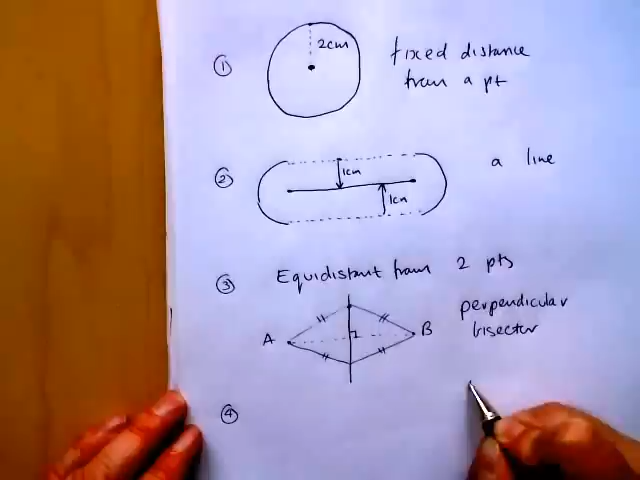 ① 2cm fixed distance
from a pt
② 1cm a line
1cm
③ Equidistant from 2 pts
perpendicular
bisector
A B
④